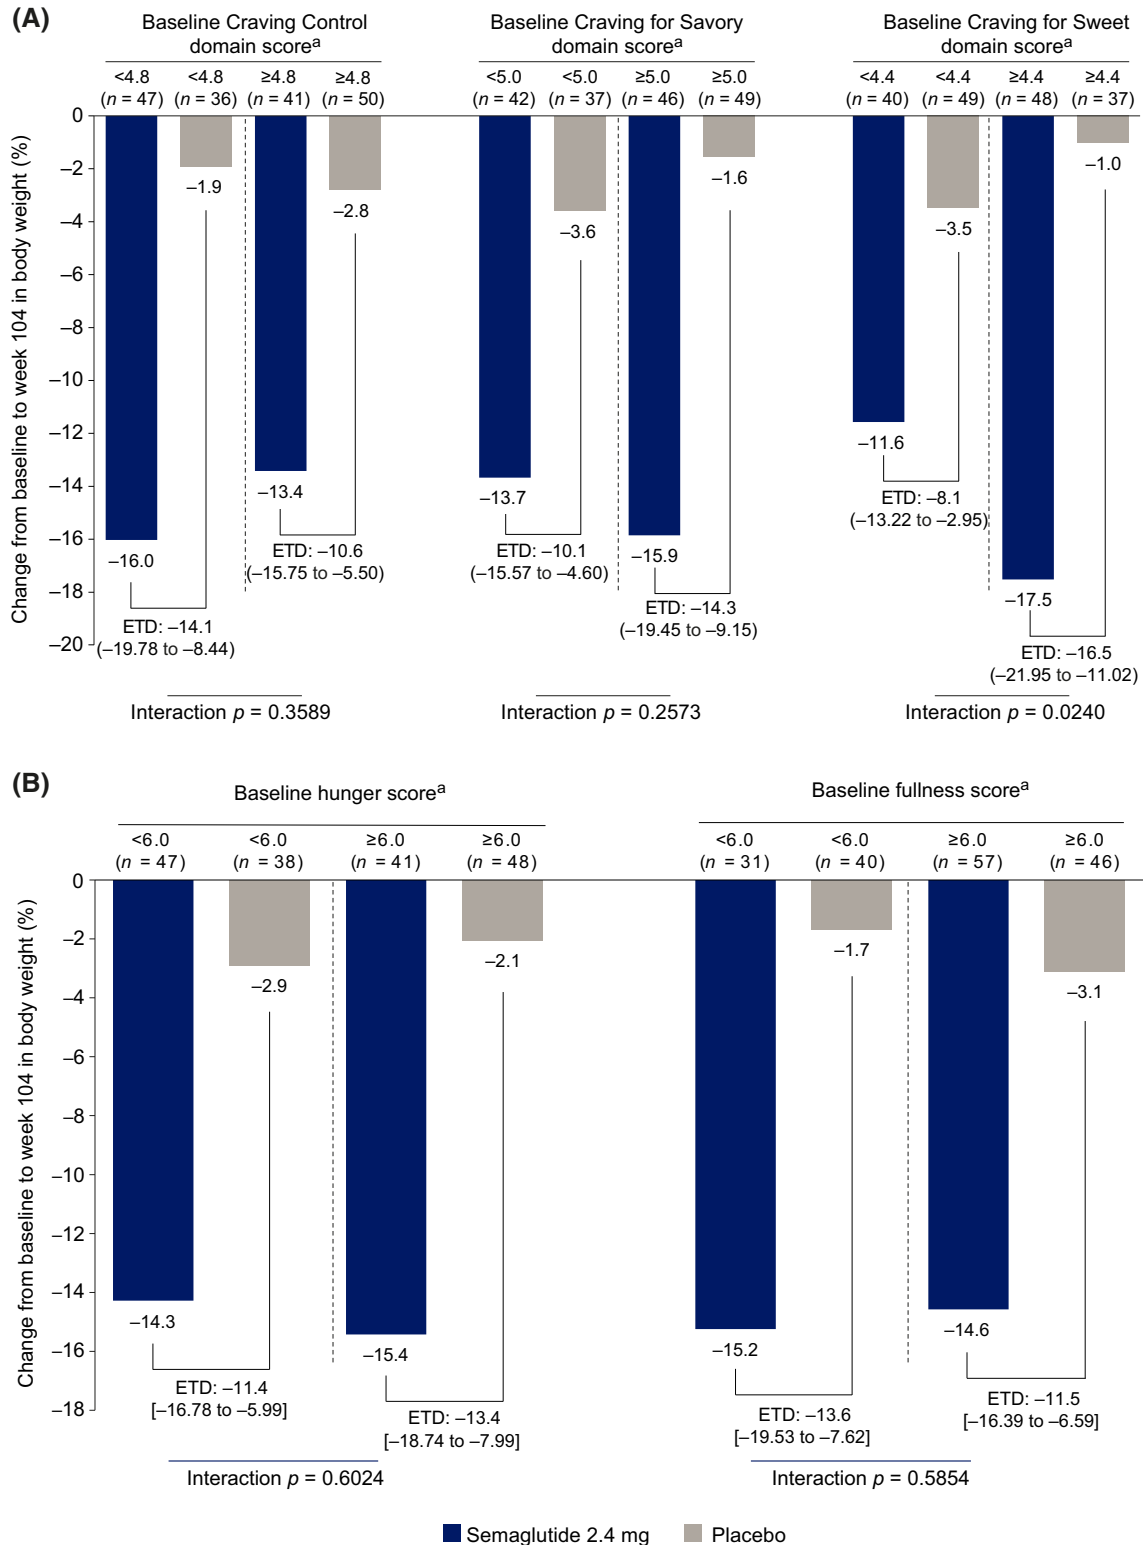 (A)
Baseline Craving Control
domain scoreᵃ
Baseline Craving for Savory
domain scoreᵃ
Baseline Craving for Sweet
domain scoreᵃ
<4.8 <4.8 ≥4.8 ≥4.8
(n = 47) (n = 36) (n = 41) (n = 50)
<5.0 <5.0 ≥5.0 ≥5.0
(n = 42) (n = 37) (n = 46) (n = 49)
<4.4 <4.4 ≥4.4 ≥4.4
(n = 40) (n = 49) (n = 48) (n = 37)
Change from baseline to week 104 in body weight (%)
0
–2
–4
–6
–8
–10
–12
–14
–16
–18
–20
–16.0
–1.9
–13.4
–2.8
ETD: –14.1
(–19.78 to –8.44)
ETD: –10.6
(–15.75 to –5.50)
–13.7
–3.6
–15.9
–1.6
ETD: –10.1
(–15.57 to –4.60)
ETD: –14.3
(–19.45 to –9.15)
–11.6
–3.5
–17.5
–1.0
ETD: –8.1
(–13.22 to –2.95)
ETD: –16.5
(–21.95 to –11.02)
Interaction p = 0.3589
Interaction p = 0.2573
Interaction p = 0.0240
(B)
Baseline hunger scoreᵃ
Baseline fullness scoreᵃ
<6.0 <6.0 ≥6.0 ≥6.0
(n = 47) (n = 38) (n = 41) (n = 48)
<6.0 <6.0 ≥6.0 ≥6.0
(n = 31) (n = 40) (n = 57) (n = 46)
Change from baseline to week 104 in body weight (%)
0
–2
–4
–6
–8
–10
–12
–14
–16
–18
–14.3
–2.9
–15.4
–2.1
ETD: –11.4
[–16.78 to –5.99]
ETD: –13.4
[–18.74 to –7.99]
–15.2
–1.7
–14.6
–3.1
ETD: –13.6
[–19.53 to –7.62]
ETD: –11.5
[–16.39 to –6.59]
Interaction p = 0.6024
Interaction p = 0.5854
Semaglutide 2.4 mg
Placebo